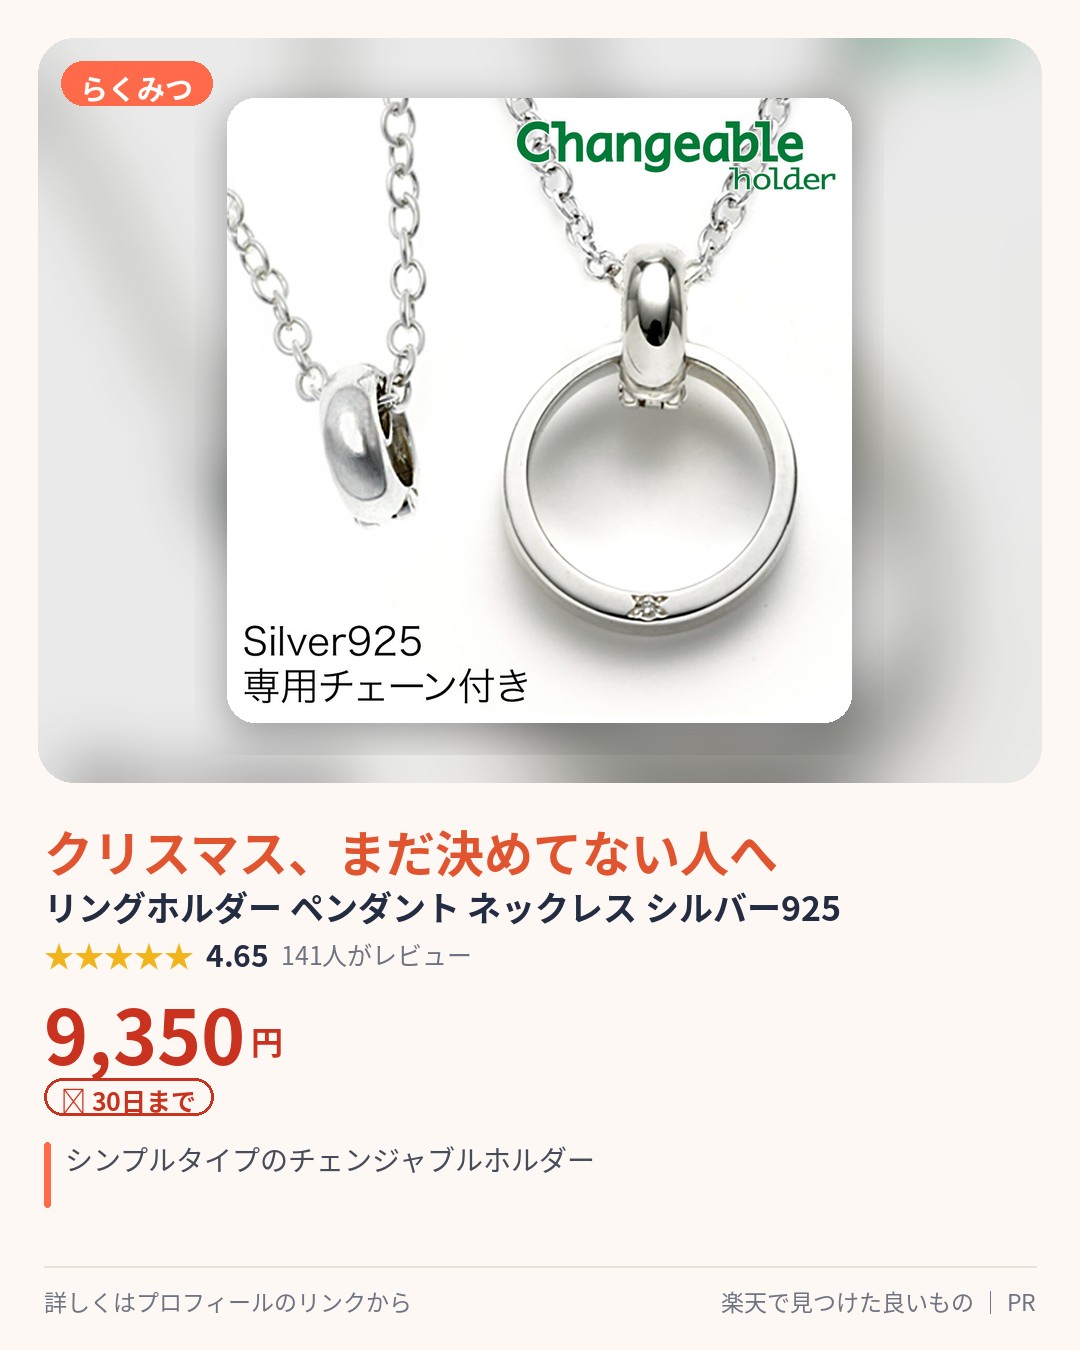 らくみつ
Changeable
holder
Silver925
専用チェーン付き
クリスマス、まだ決めてない人へ
リングホルダー ペンダント ネックレス シルバー925
★★★★★ 4.65 141人がレビュー
9,350円
30日まで
シンプルタイプのチェンジャブルホルダー
詳しくはプロフィールのリンクから
楽天で見つけた良いもの | PR